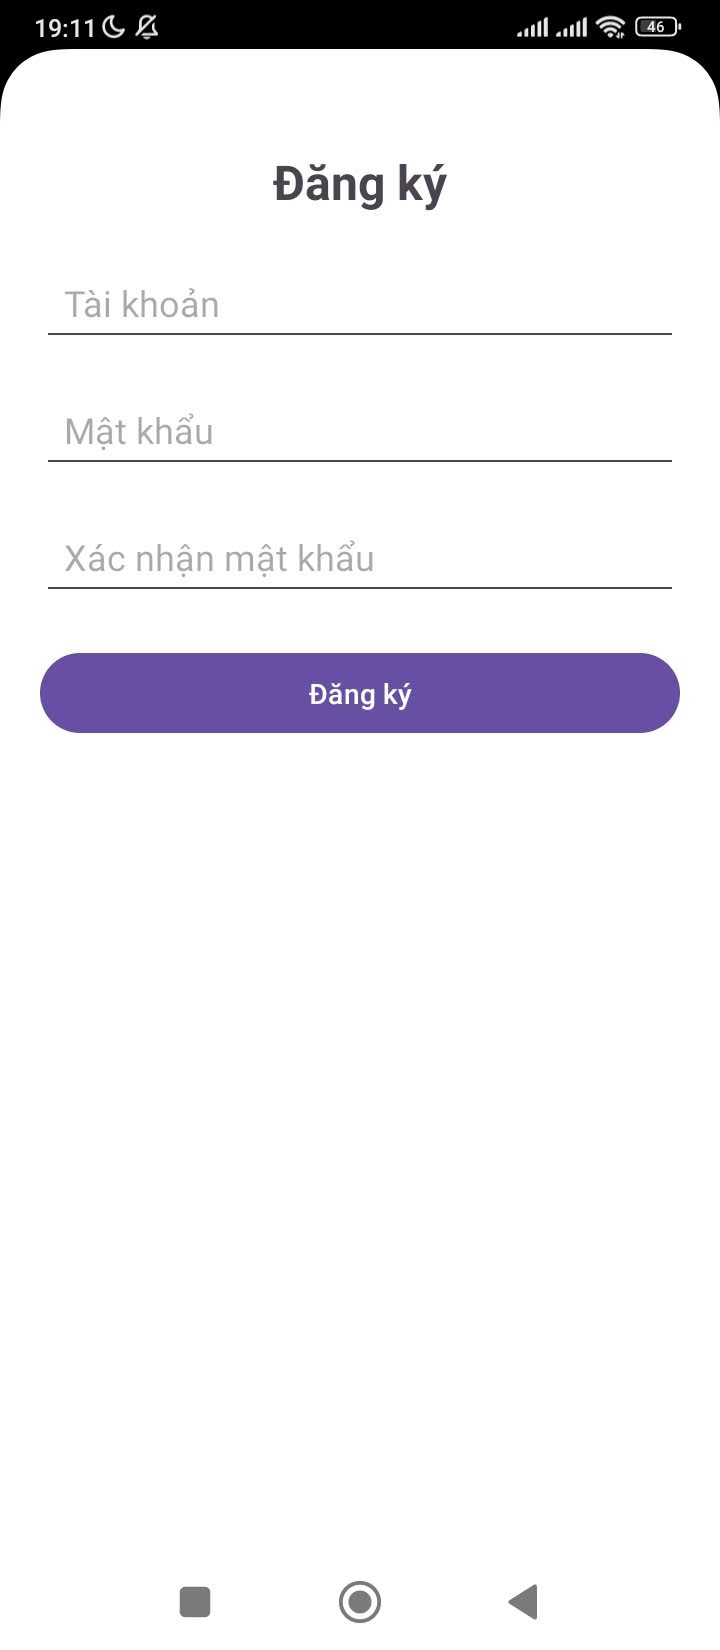 19:11
46
Đăng ký
Tài khoản
Mật khẩu
Xác nhận mật khẩu
Đăng ký